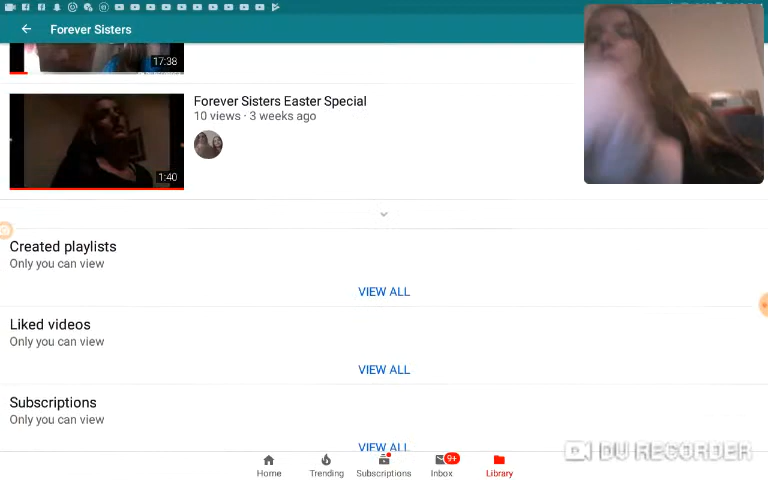 Forever Sisters
17:38
Forever Sisters Easter Special
10 views · 3 weeks ago
1:40
Created playlists
Only you can view
VIEW ALL
Liked videos
Only you can view
VIEW ALL
Subscriptions
Only you can view
VIEW ALL
9+
Home Trending Subscriptions Inbox Library
DU RECORDER